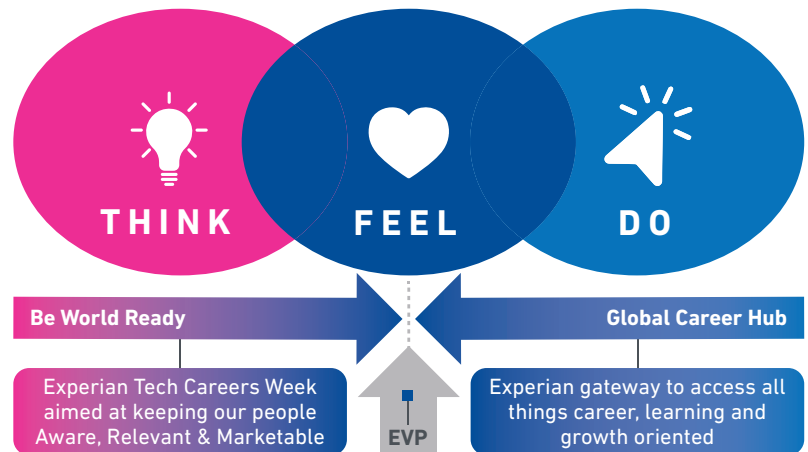 THINK
FEEL
DO
Be World Ready
Global Career Hub
Experian Tech Careers Week
aimed at keeping our people
Aware, Relevant & Marketable
EVP
Experian gateway to access all
things career, learning and
growth oriented